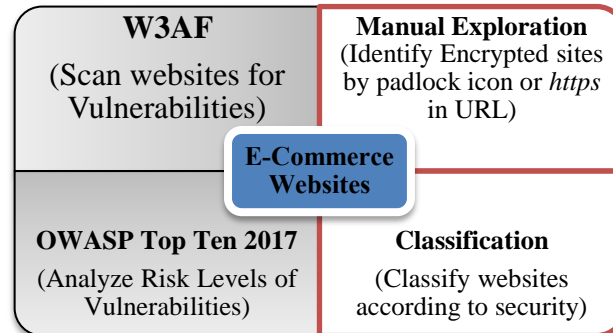 W3AF
(Scan websites for
Vulnerabilities)
Manual Exploration
(Identify Encrypted sites
by padlock icon or https
in URL)
E-Commerce
Websites
OWASP Top Ten 2017
(Analyze Risk Levels of
Vulnerabilities)
Classification
(Classify websites
according to security)